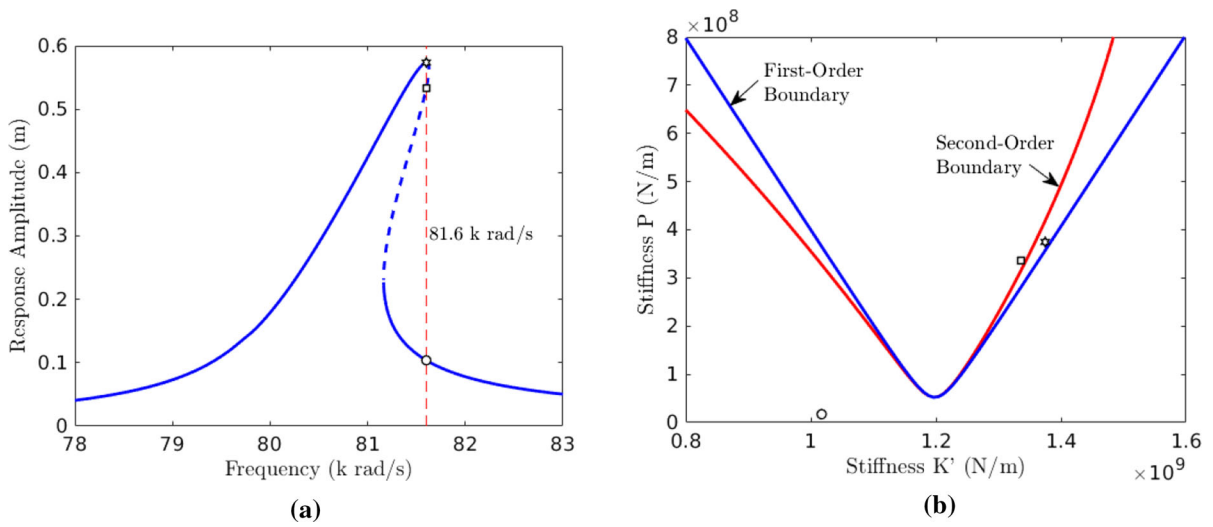 0.6
0.5
0.4
0.3
0.2
0.1
0
Response Amplitude (m)
81.6 k rad/s
78
79
80
81
82
83
Frequency (k rad/s)
(a)
×10⁸
8
7
6
5
4
3
2
1
0
Stiffness P (N/m)
First-Order
Boundary
Second-Order
Boundary
0.8
1
1.2
1.4
1.6
Stiffness K' (N/m)
×10⁹
(b)